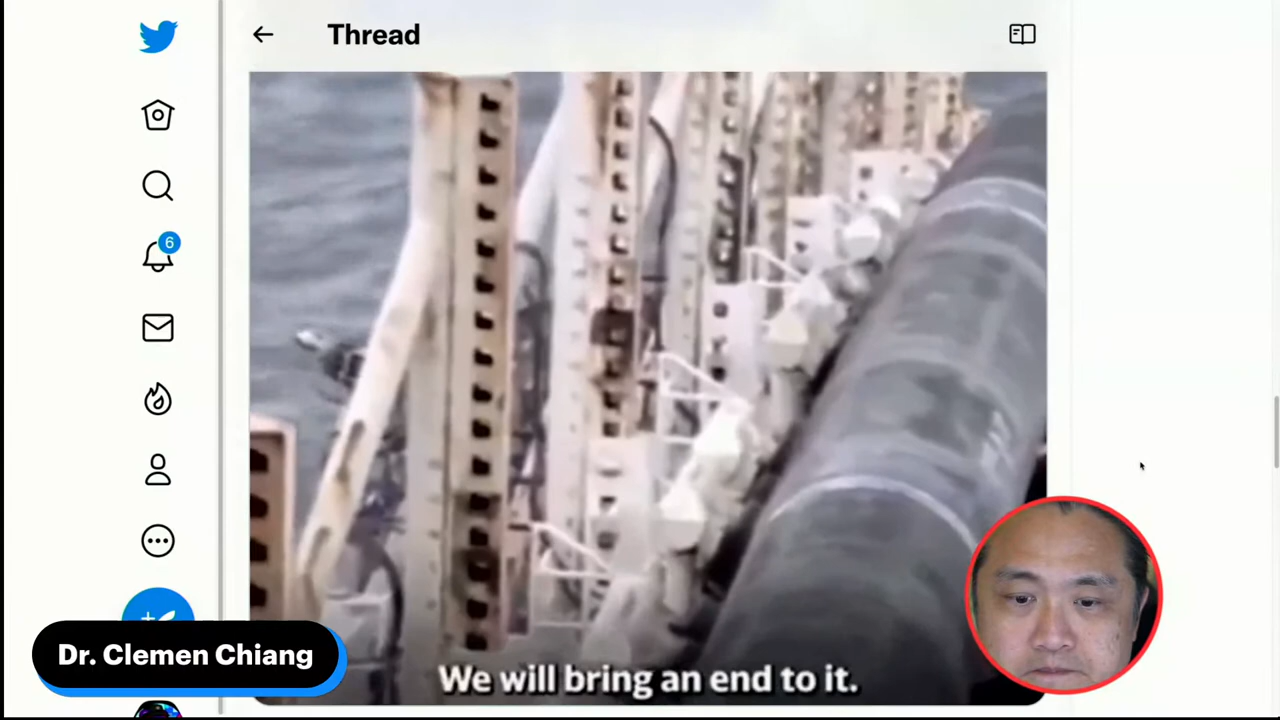 Thread
6
We will bring an end to it.
Dr. Clemen Chiang